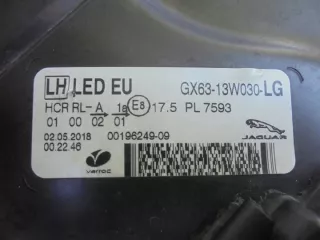 LH LED EU GX63-13W030-LG
HCR RL-A 1a E8 17.5 PL 7593
01 00 02 01
02.05.2018 00196249-09
00:22:46
JAGUAR
varroc